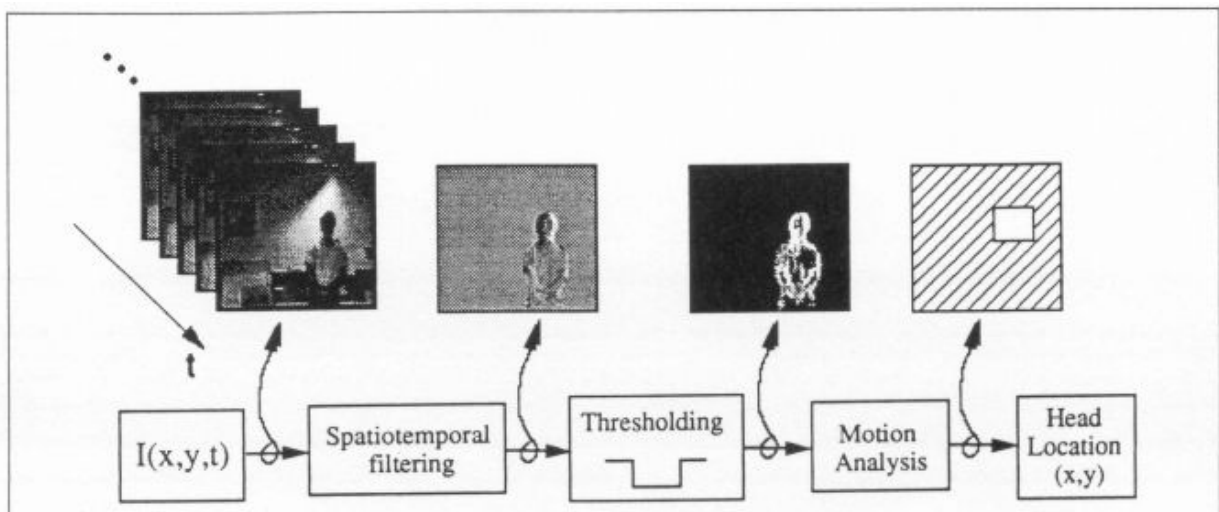 t
I(x,y,t)
Spatiotemporal
filtering
Thresholding
Motion
Analysis
Head
Location
(x,y)